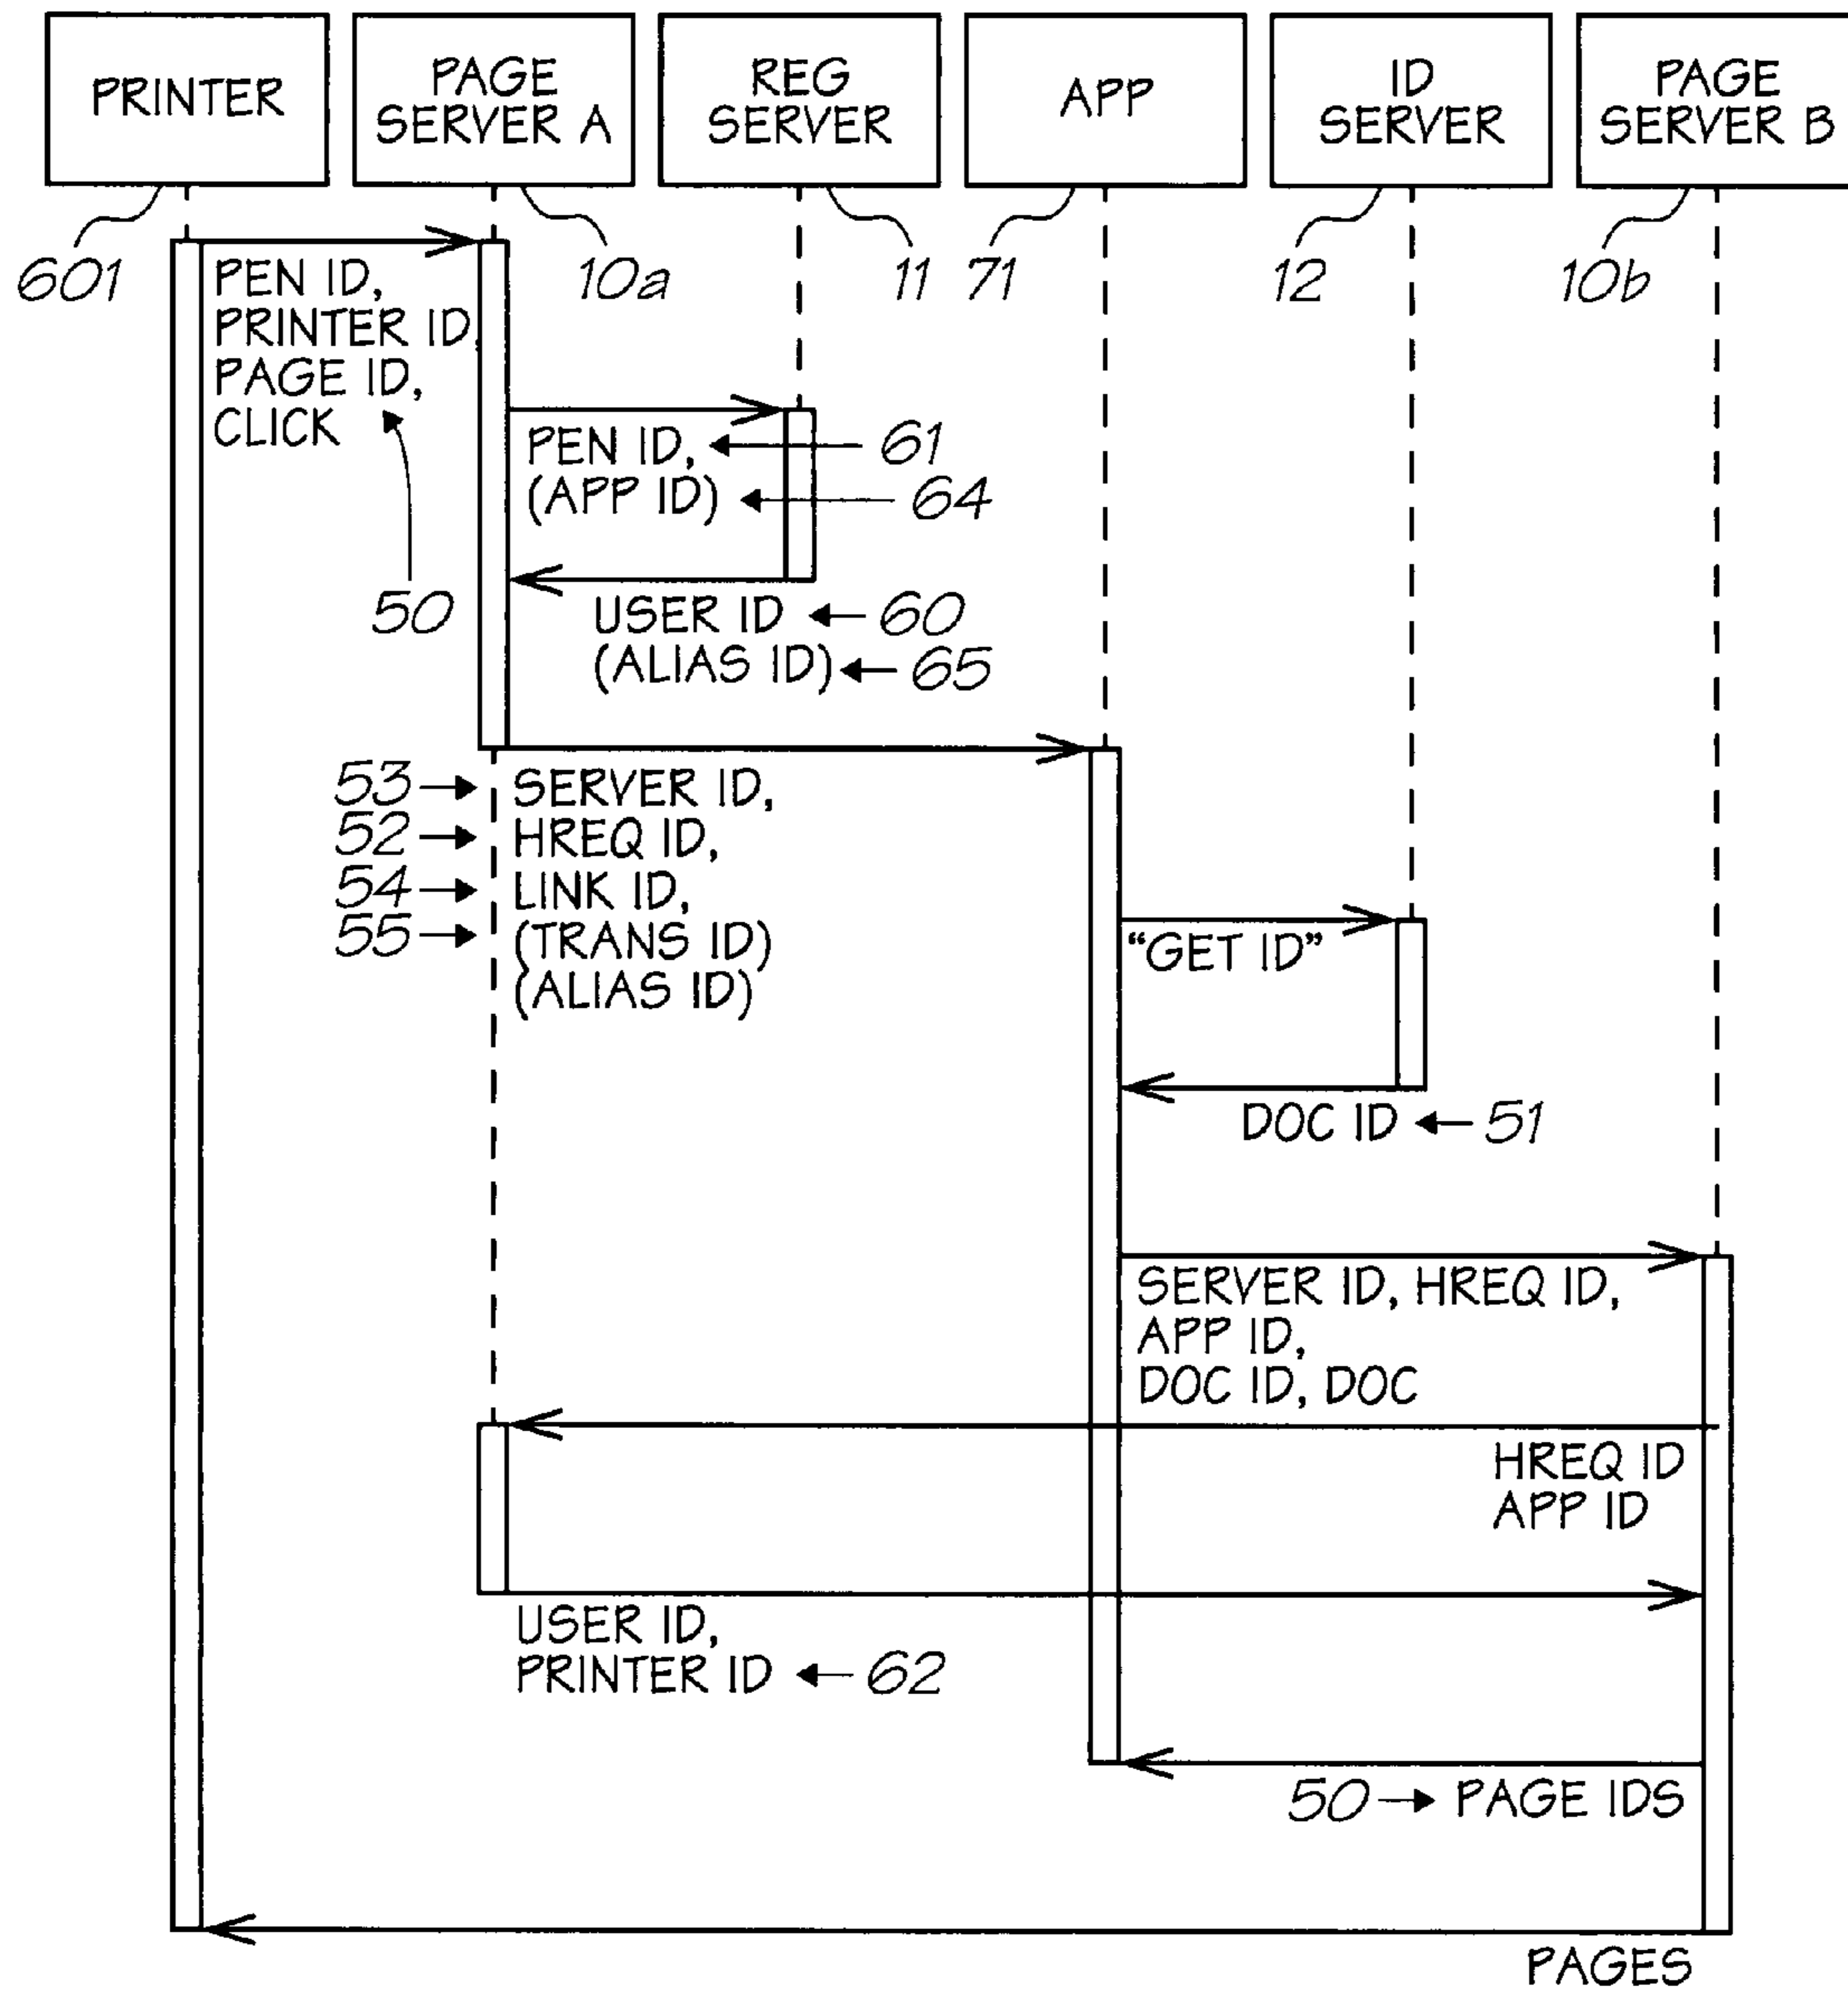 PRINTER
PAGE
SERVER A
REG
SERVER
APP
ID
SERVER
PAGE
SERVER B
601
10a
11
71
12
10b
PEN ID,
PRINTER ID
PAGE ID,
CLICK
50
PEN ID,
61
(APP ID)
64
USER ID
60
(ALIAS ID)
65
53
SERVER ID,
52
HREQ ID,
54
LINK ID,
55
(TRANS ID)
(ALIAS ID)
“GET ID”
DOC ID
51
SERVER ID, HREQ ID,
APP ID,
DOC ID, DOC
HREQ ID
APP ID
USER ID,
PRINTER ID
62
50
PAGE IDS
PAGES